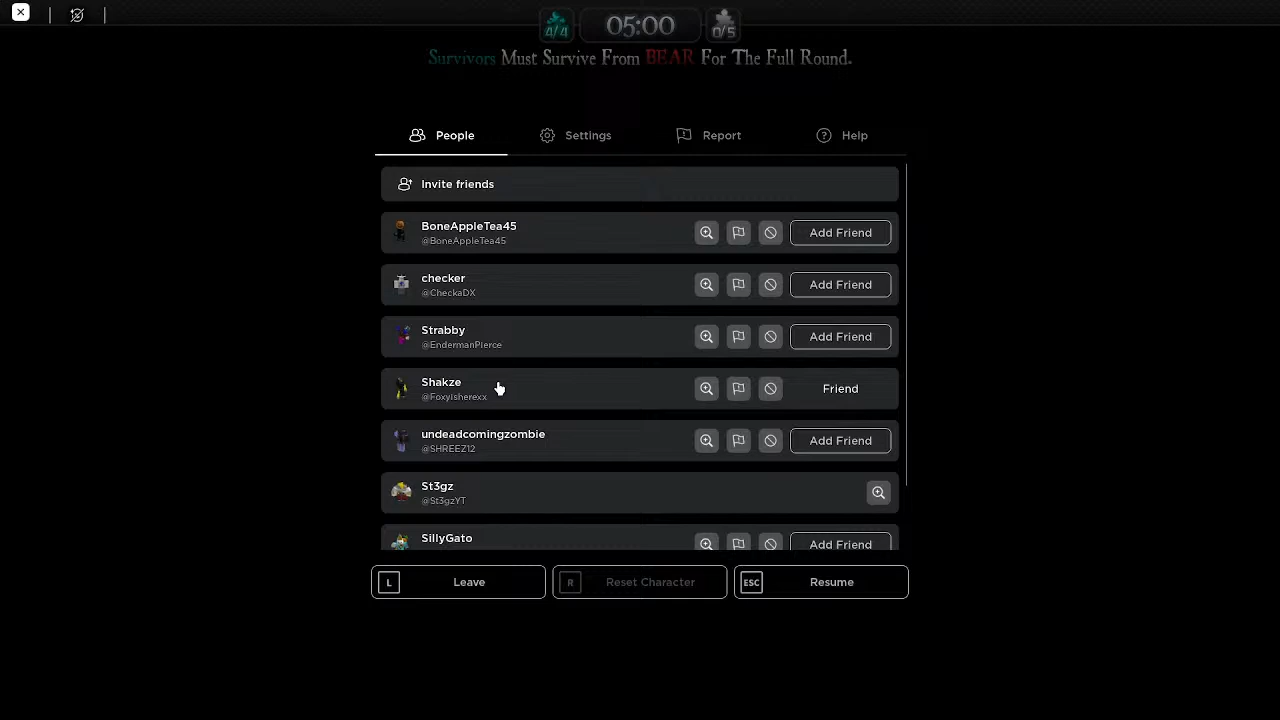 4/4 05:00 0/5
Survivors Must Survive From BEAR For The Full Round.
People Settings Report Help
Invite friends
BoneAppleTea45
@BoneAppleTea45
Add Friend
checker
@CheckaDX
Add Friend
Strabby
@EndermanPierce
Add Friend
Shakze
@Foxyisherexx
Friend
undeadcomingzombie
@SHREEZ12
Add Friend
St3gz
@St3gzYT
SillyGato
Add Friend
L Leave R Reset Character ESC Resume